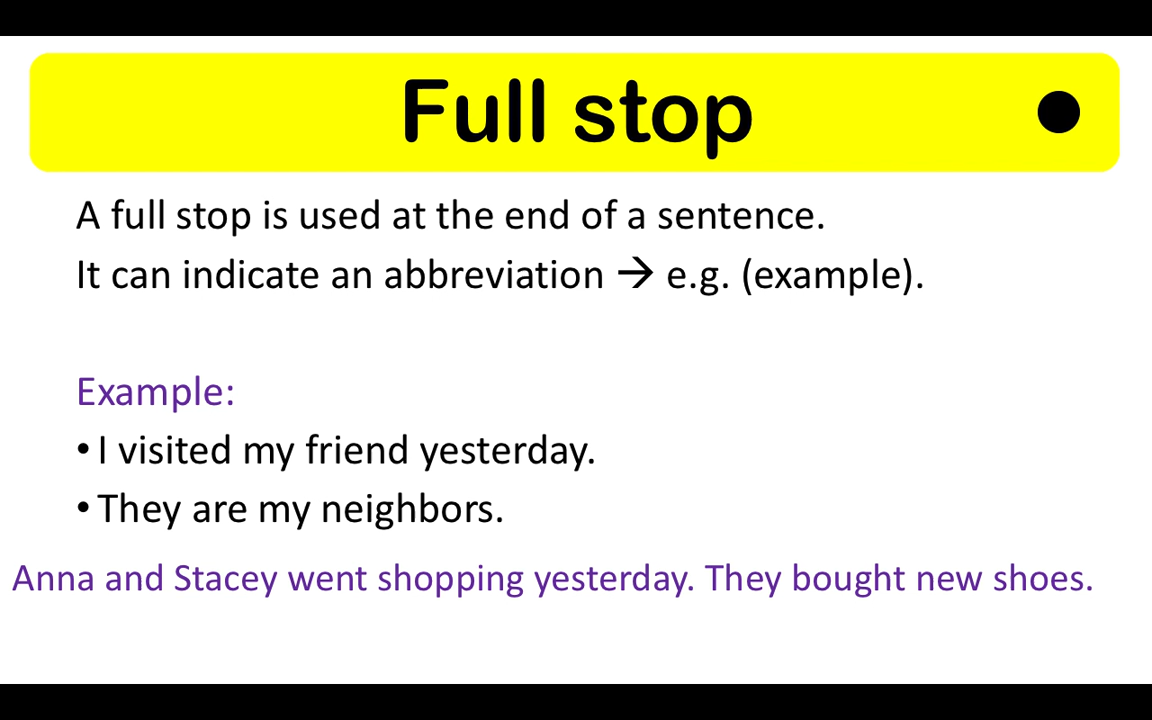 Full stop
A full stop is used at the end of a sentence.
It can indicate an abbreviation → e.g. (example).
Example:
• I visited my friend yesterday.
• They are my neighbors.
Anna and Stacey went shopping yesterday. They bought new shoes.